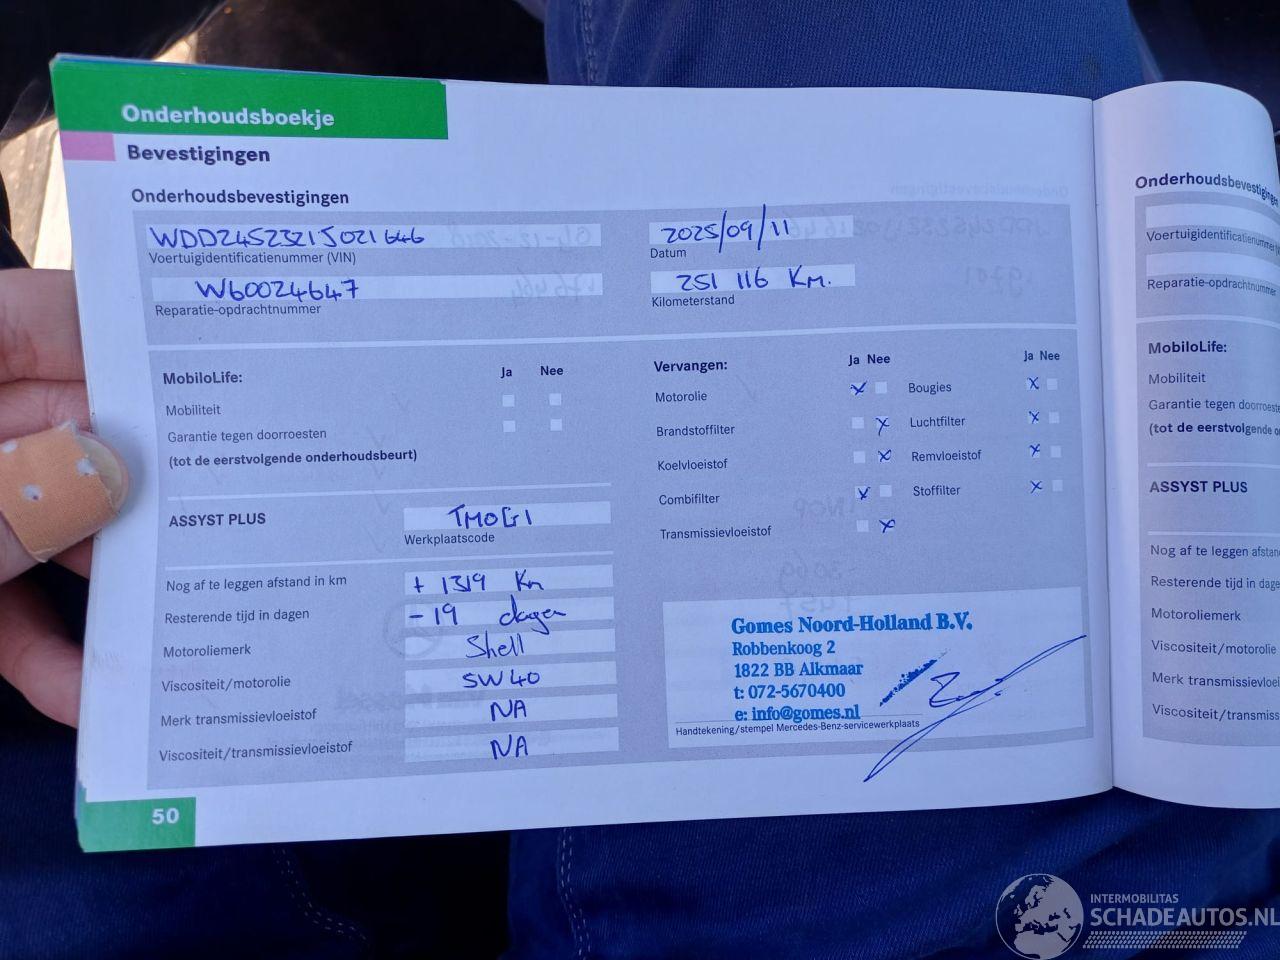 Onderhoudsboekje
Bevestigingen
Onderhoudsbevestigingen
WDD2452321J021646
Voertuigidentificatienummer (VIN)
W60024647
Reparatie-opdrachtnummer
2025/09/11
Datum
251 116 Km.
Kilometerstand
MobiloLife:
Ja Nee
Mobiliteit
Garantie tegen doorroesten
(tot de eerstvolgende onderhoudsbeurt)
ASSYST PLUS
Werkplaatscode
Nog af te leggen afstand in km
+ 1319 Km
Resterende tijd in dagen
-19 dagen
Motoroliemerk
Shell
Viscositeit/motorolie
5W40
Merk transmissievloeistof
NA
Viscositeit/transmissievloeistof
NA
Vervangen:
Ja Nee
Ja Nee
Motorolie
x
Bougies
x
Brandstoffilter
x
Luchtfilter
x
Koelvloeistof
x
Remvloeistof
x
Combifilter
x
Stoffilter
x
Transmissievloeistof
x
Gomes Noord-Holland B.V.
Robbenkoog 2
1822 BB Alkmaar
t: 072-5670400
e: info@gomes.nl
Handtekening/stempel Mercedes-Benz-servicewerkplaats
50
Onderhoudsbevestigingen
Voertuigidentificatienummer
Reparatie-opdrachtnummer
MobiloLife:
Mobiliteit
Garantie tegen doorroesten
(tot de eerstvolgende
ASSYST PLUS
Nog af te leggen afstand
Resterende tijd in dagen
Motoroliemerk
Viscositeit/motorolie
Merk
INTERMOBILITAS
SCHADEAUTOS.NL